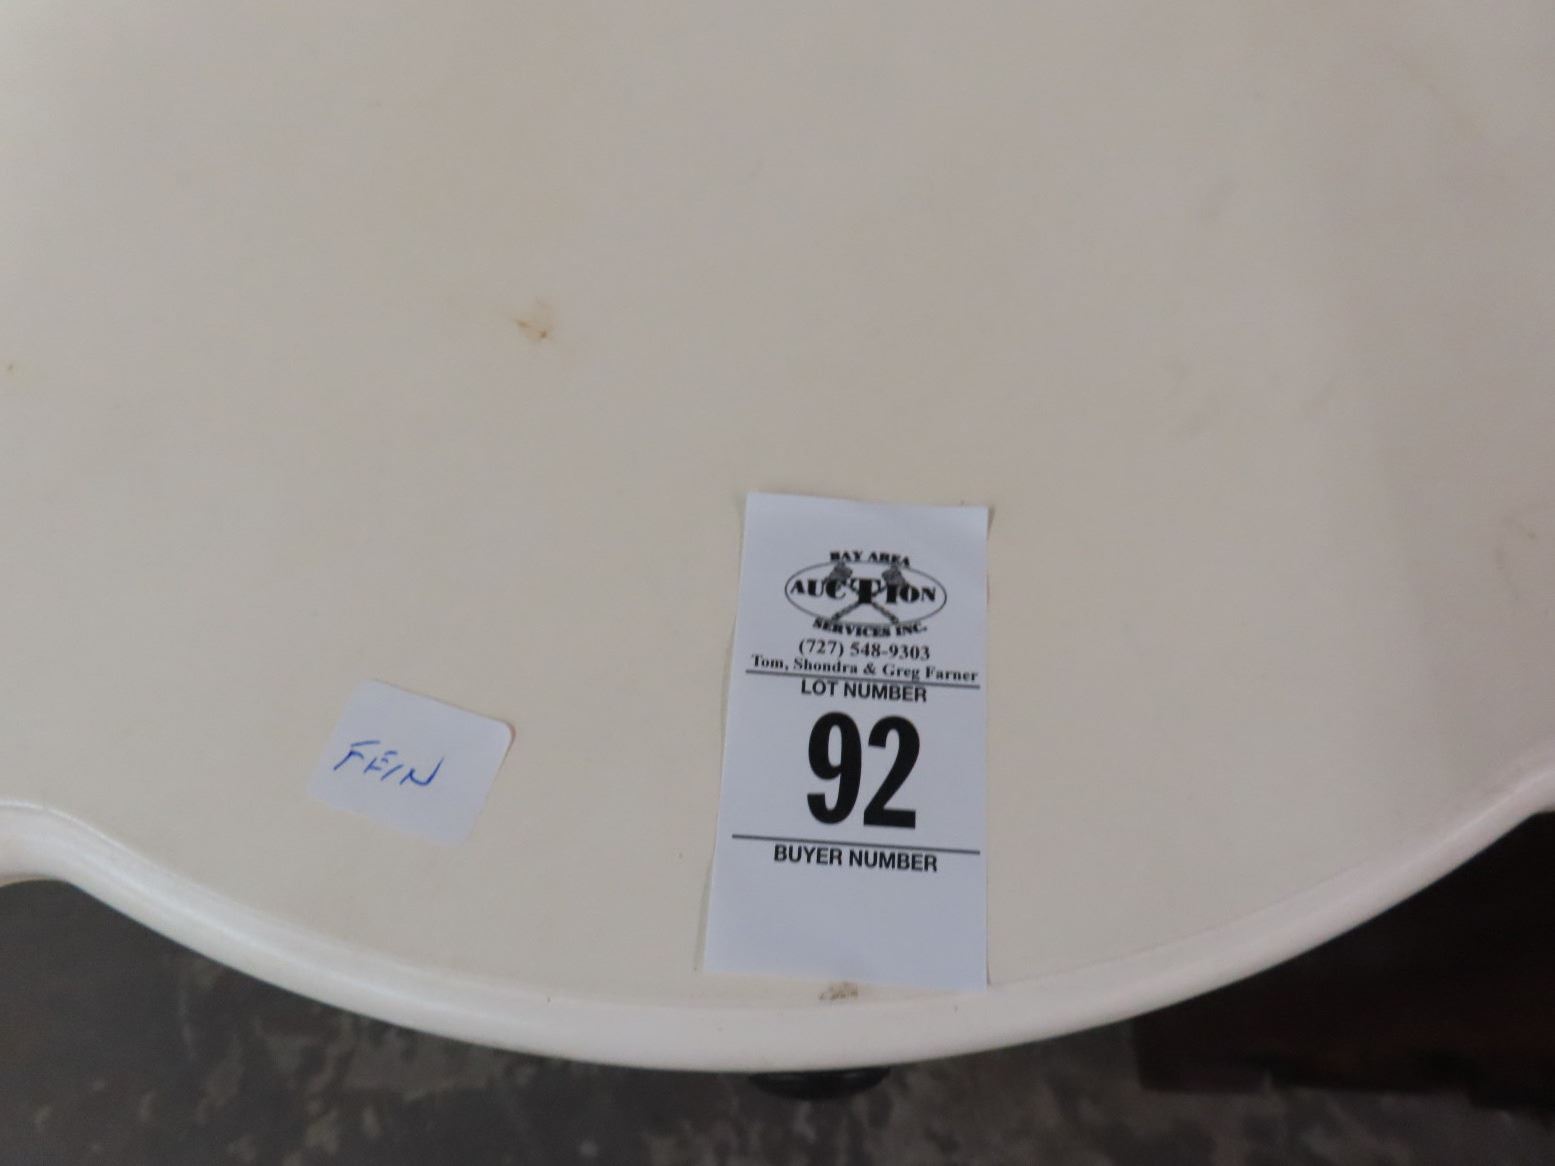 BAY AREA
AUCTION
SERVICES INC.
(727) 548-9303
Tom, Shondra & Greg Farner
LOT NUMBER
92
BUYER NUMBER
FEIN